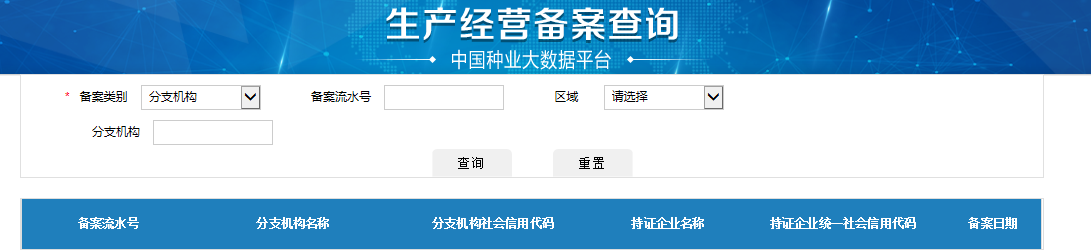 生产经营备案查询
中国种业大数据平台
* 备案类别 分支机构 备案流水号 区域 请选择
分支机构
查询 重置
备案流水号 分支机构名称 分支机构社会信用代码 持证企业名称 持证企业统一社会信用代码 备案日期